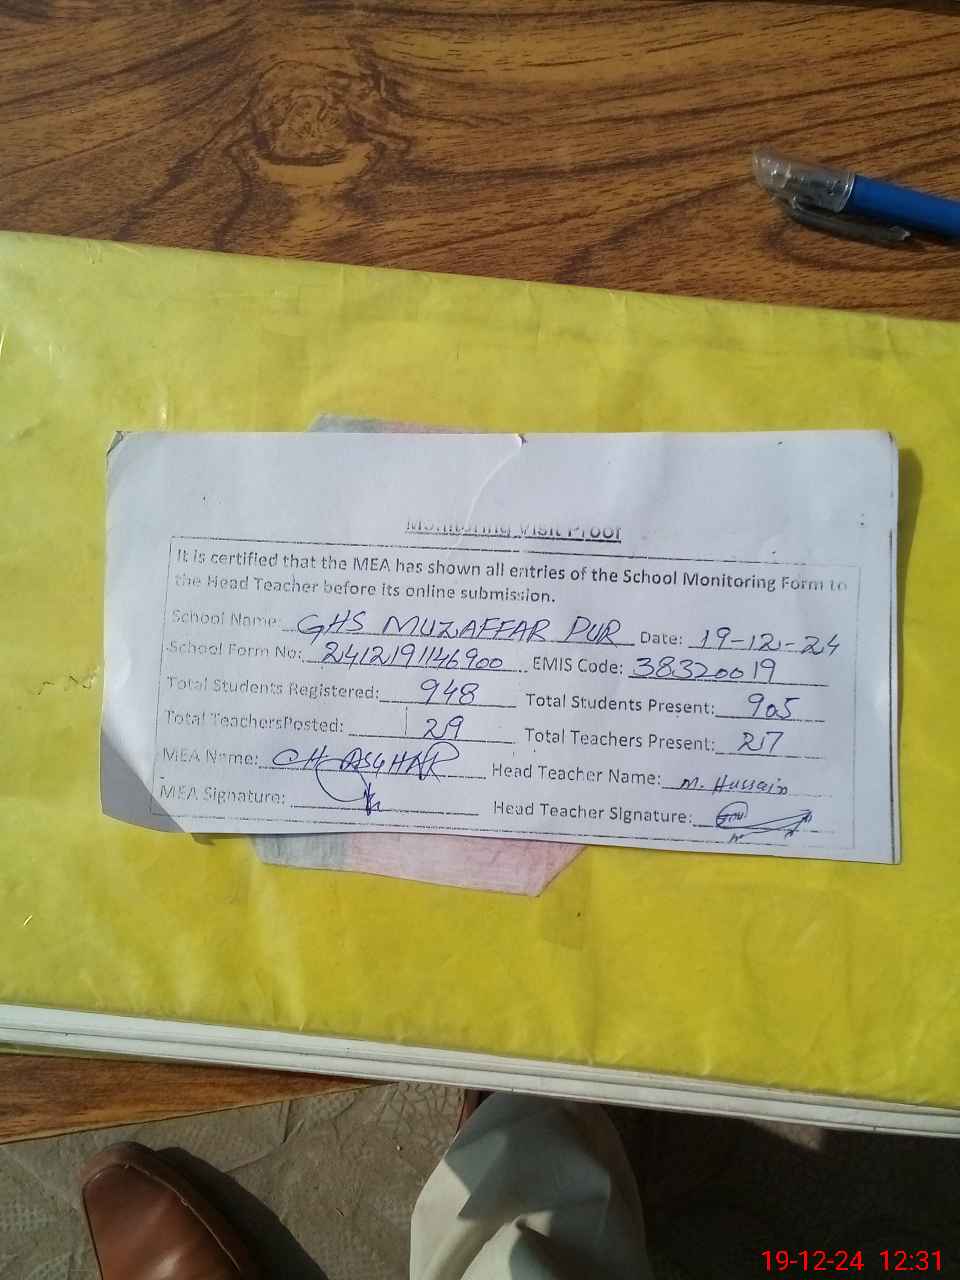 Monitoring Visit Proof
It is certified that the MEA has shown all entries of the School Monitoring Form to
the Head Teacher before its online submission.
School Name: GHS MUZAFFAR PUR Date: 19-12-24
School Form No: 2412191146900 EMIS Code: 38320019
Total Students Registered: 948 Total Students Present: 905
Total TeachersPosted: 29 Total Teachers Present: 27
MEA Name: CH ASGHAR Head Teacher Name: M. Hussain
MEA Signature: Head Teacher Signature:
19-12-24 12:31